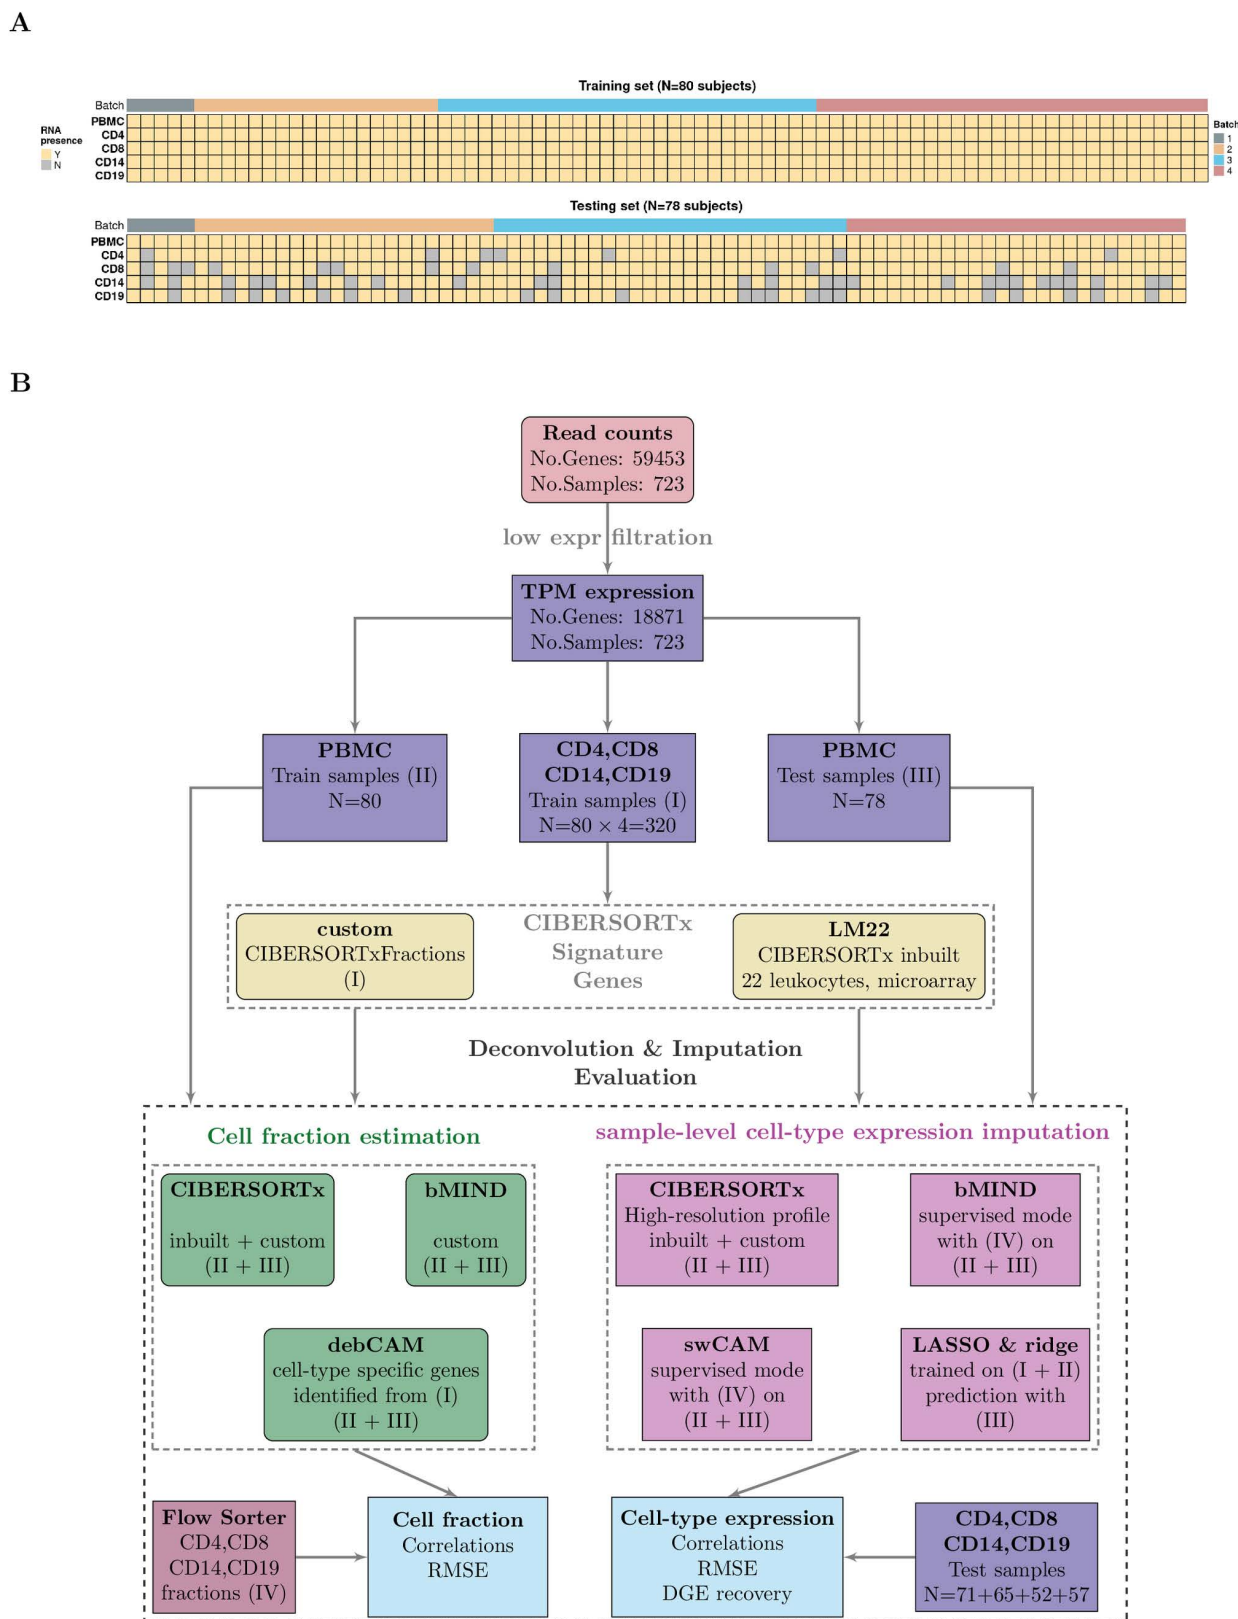 A
Training set (N=80 subjects)
Batch
PBMC
CD4
CD8
CD14
CD19
RNA
presence
Y
N
Batch
1
2
3
4
Testing set (N=78 subjects)
Batch
PBMC
CD4
CD8
CD14
CD19
B
Read counts
No.Genes: 59453
No.Samples: 723
low expr filtration
TPM expression
No.Genes: 18871
No.Samples: 723
PBMC
Train samples (II)
N=80
CD4,CD8
CD14,CD19
Train samples (I)
N=80 × 4=320
PBMC
Test samples (III)
N=78
custom
CIBERSORTxFractions
(I)
CIBERSORTx
Signature
Genes
LM22
CIBERSORTx inbuilt
22 leukocytes, microarray
Deconvolution & Imputation
Evaluation
Cell fraction estimation
CIBERSORTx
inbuilt + custom
(II + III)
bMIND
custom
(II + III)
debCAM
cell-type specific genes
identified from (I)
(II + III)
sample-level cell-type expression imputation
CIBERSORTx
High-resolution profile
inbuilt + custom
(II + III)
bMIND
supervised mode
with (IV) on
(II + III)
swCAM
supervised mode
with (IV) on
(II + III)
LASSO & ridge
trained on (I + II)
prediction with
(III)
Flow Sorter
CD4,CD8
CD14,CD19
fractions (IV)
Cell fraction
Correlations
RMSE
Cell-type expression
Correlations
RMSE
DGE recovery
CD4,CD8
CD14,CD19
Test samples
N=71+65+52+57